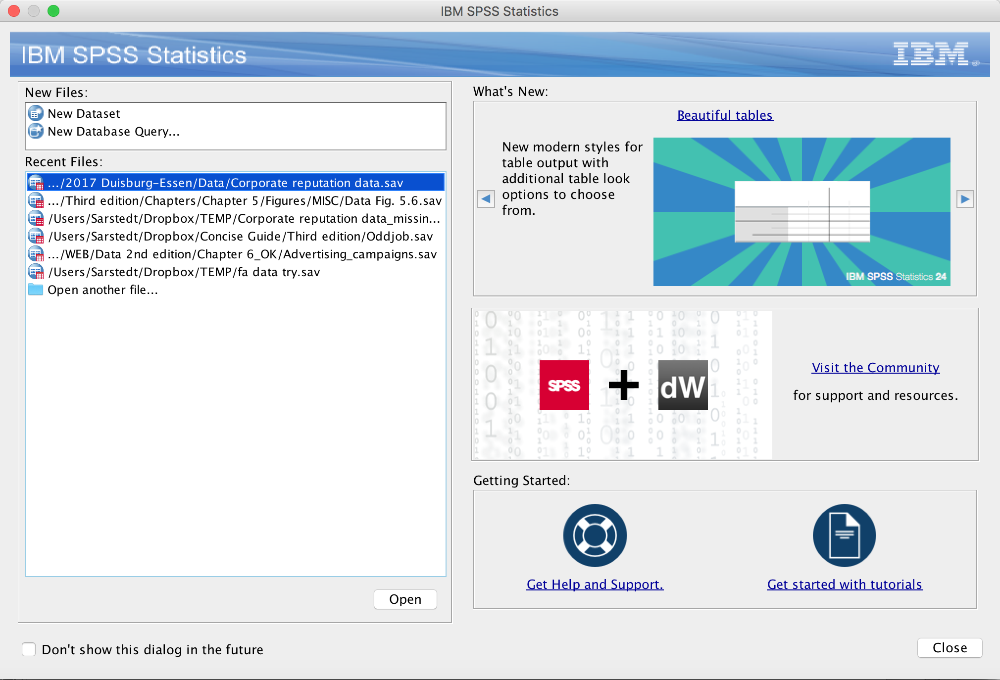 IBM SPSS Statistics
IBM SPSS Statistics
IBM®
New Files:
New Dataset
New Database Query...
Recent Files:
.../2017 Duisburg-Essen/Data/Corporate reputation data.sav
.../Third edition/Chapters/Chapter 5/Figures/MISC/Data Fig. 5.6.sav
/Users/Sarstedt/Dropbox/TEMP/Corporate reputation data_missin...
/Users/Sarstedt/Dropbox/Concise Guide/Third edition/Oddjob.sav
.../WEB/Data 2nd edition/Chapter 6_OK/Advertising_campaigns.sav
/Users/Sarstedt/Dropbox/TEMP/fa data try.sav
Open another file...
Open
Don't show this dialog in the future
What's New:
Beautiful tables
New modern styles for
table output with
additional table look
options to choose
from.
IBM SPSS Statistics 24
SPSS + dW
Visit the Community
for support and resources.
Getting Started:
Get Help and Support.
Get started with tutorials
Close